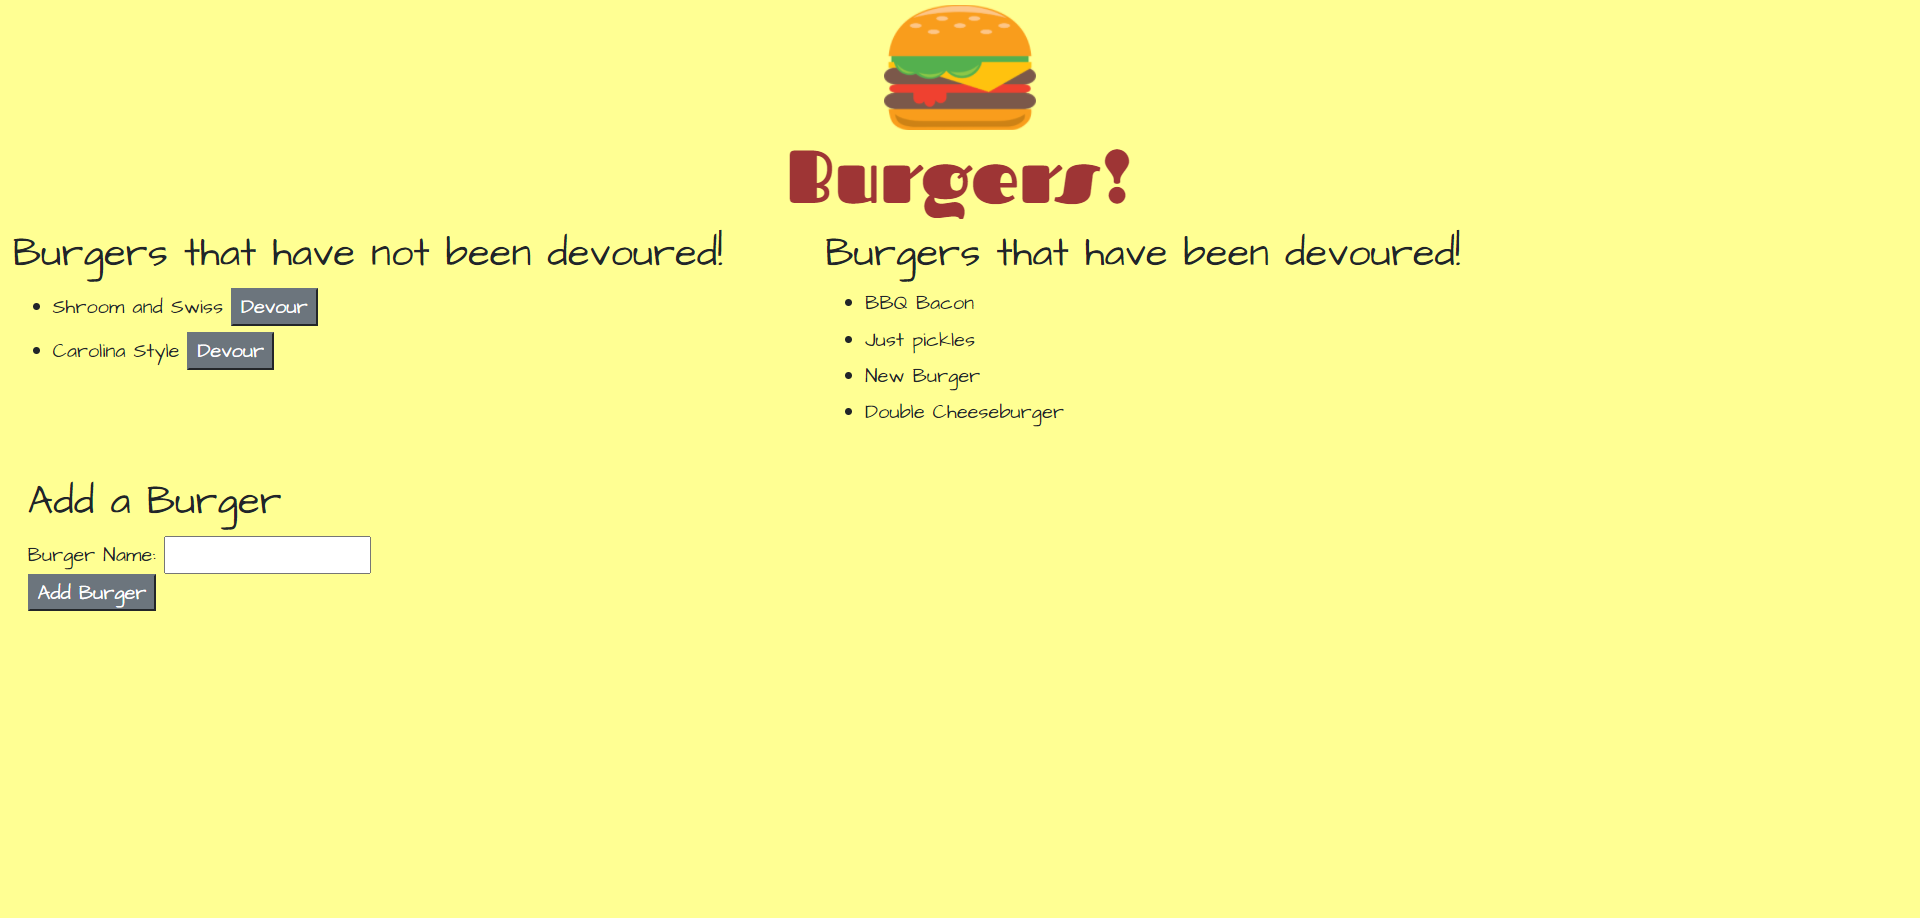 Burgers!
Burgers that have not been devoured!
Shroom and Swiss Devour
Carolina Style Devour
Burgers that have been devoured!
BBQ Bacon
Just pickles
New Burger
Double Cheeseburger
Add a Burger
Burger Name:
Add Burger